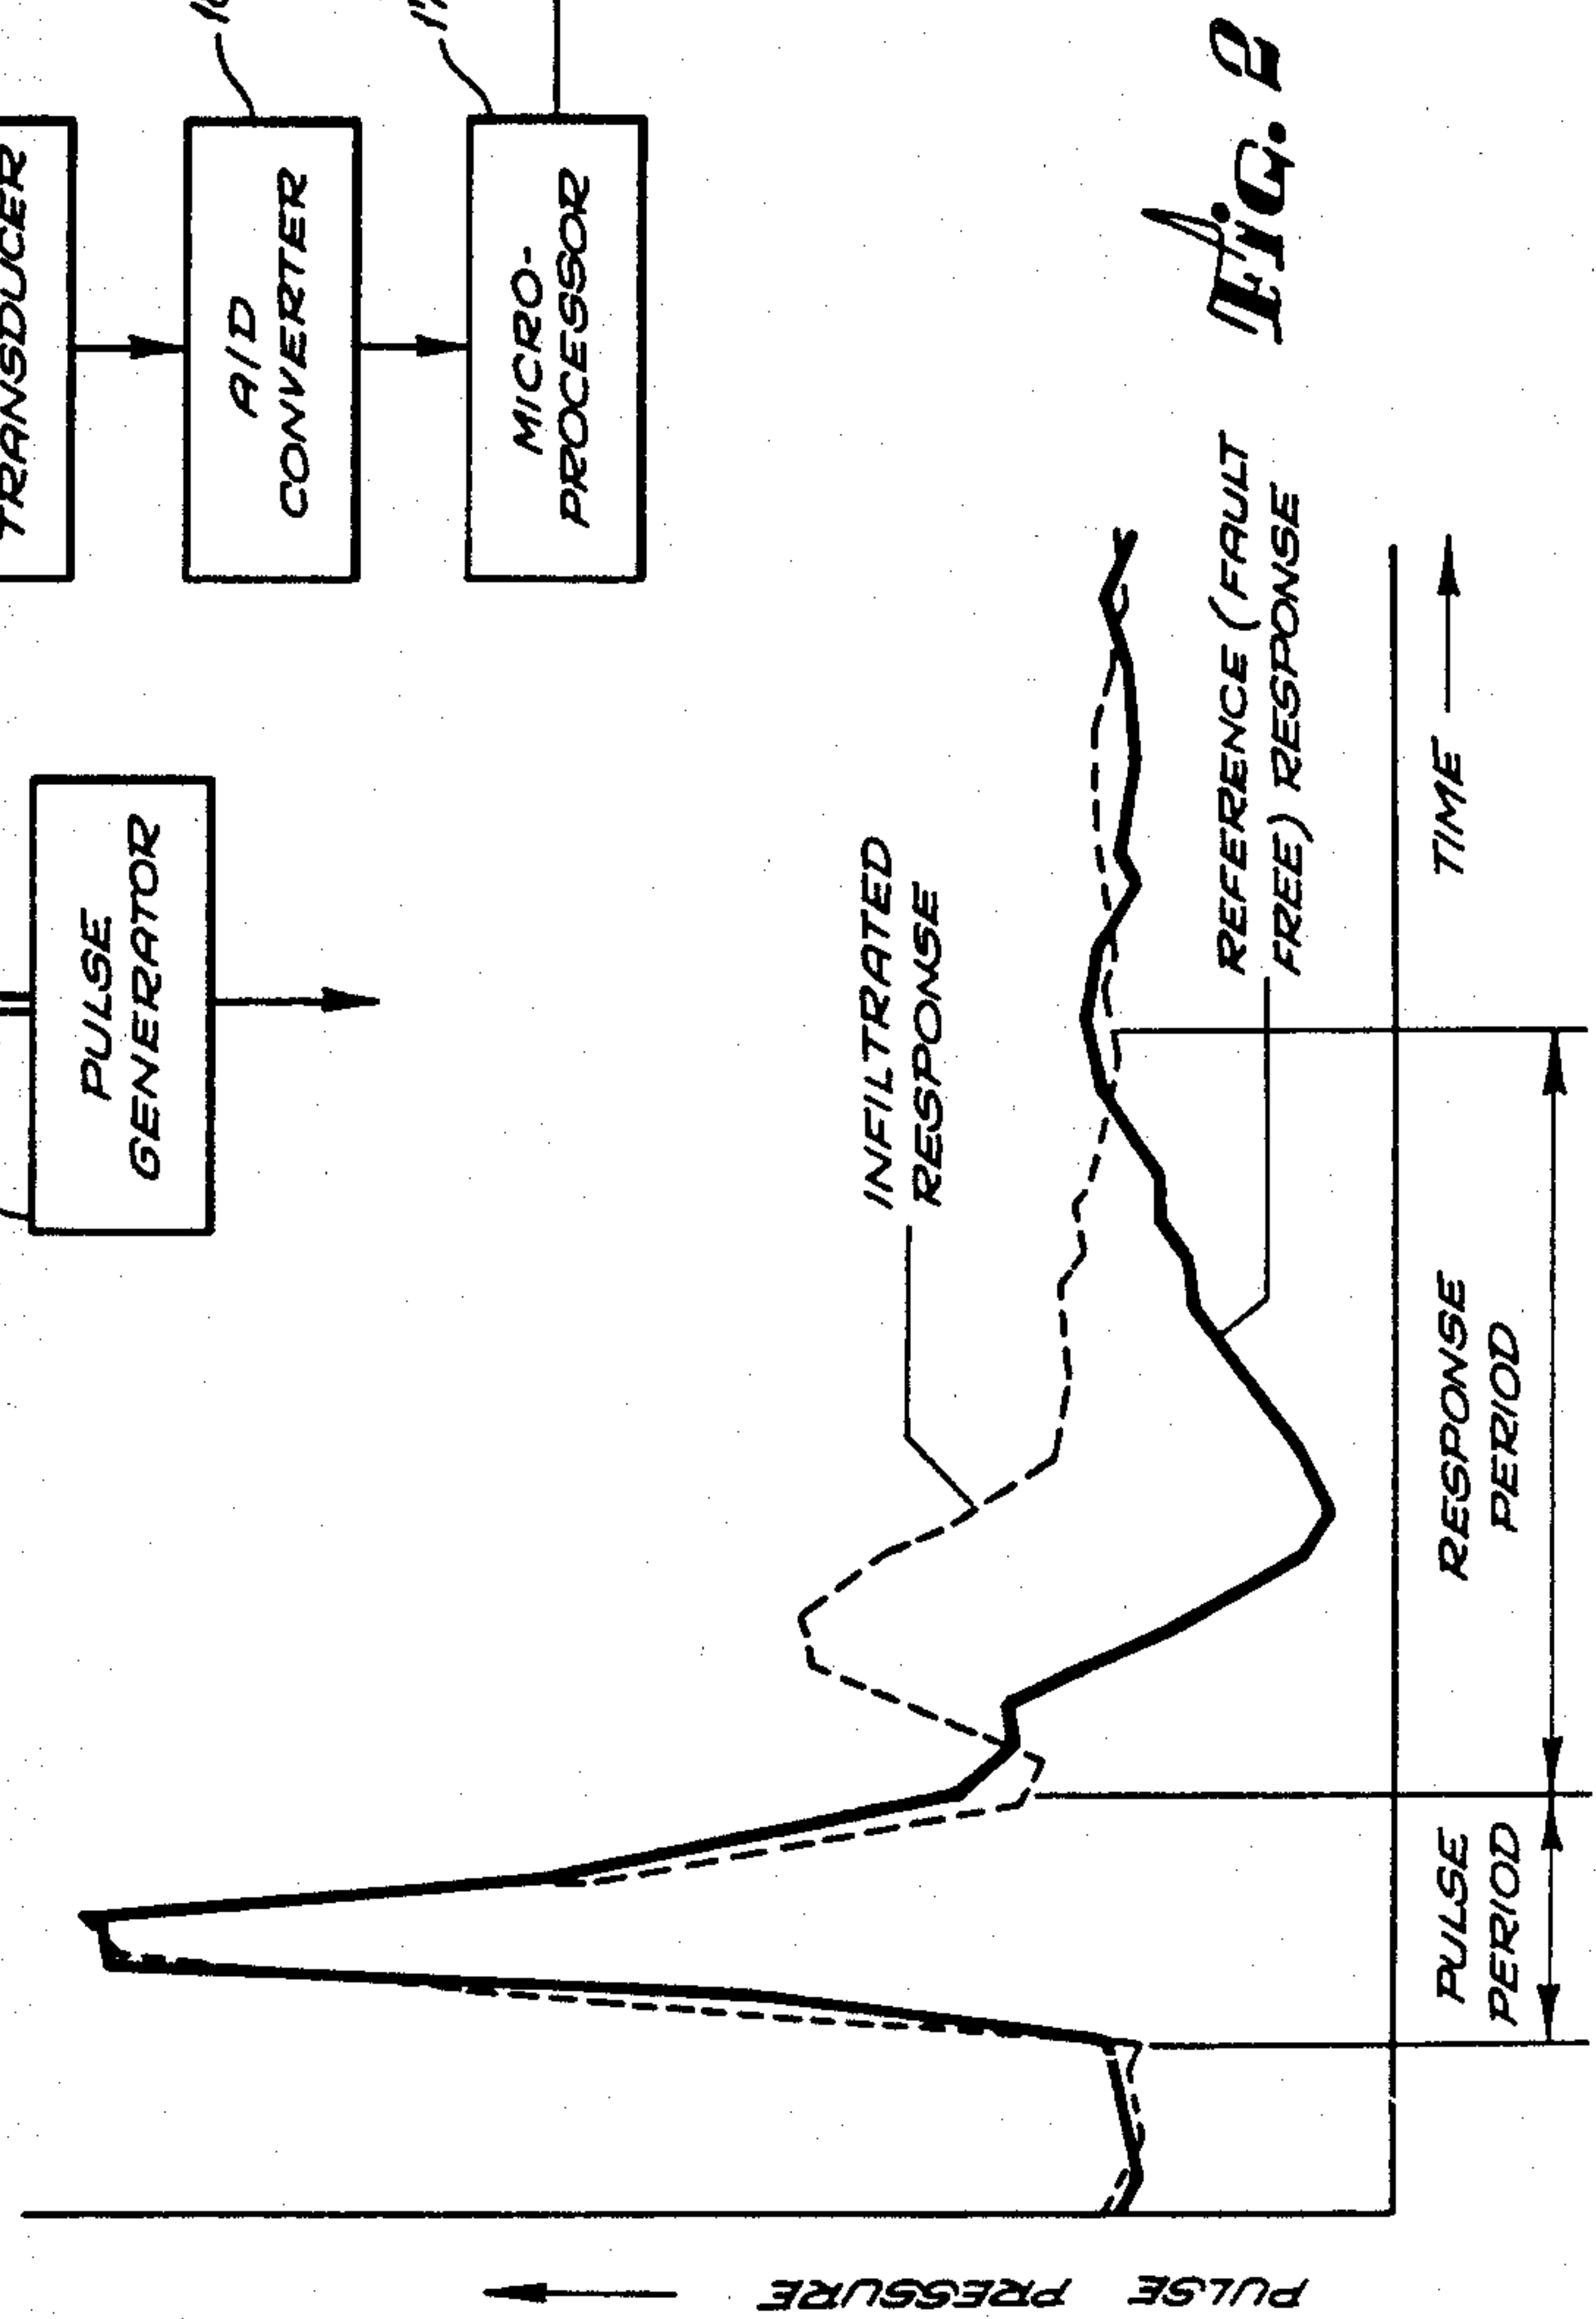 TRANSDUCER
A/D
CONVERTER
MICRO-
PROCESSOR
PULSE
GENERATOR
INFILTRATED
RESPONSE
REFERENCE (FAULT
FREE) RESPONSE
PULSE PRESSURE
TIME
PULSE
PERIOD
RESPONSE
PERIOD
Fig. 2